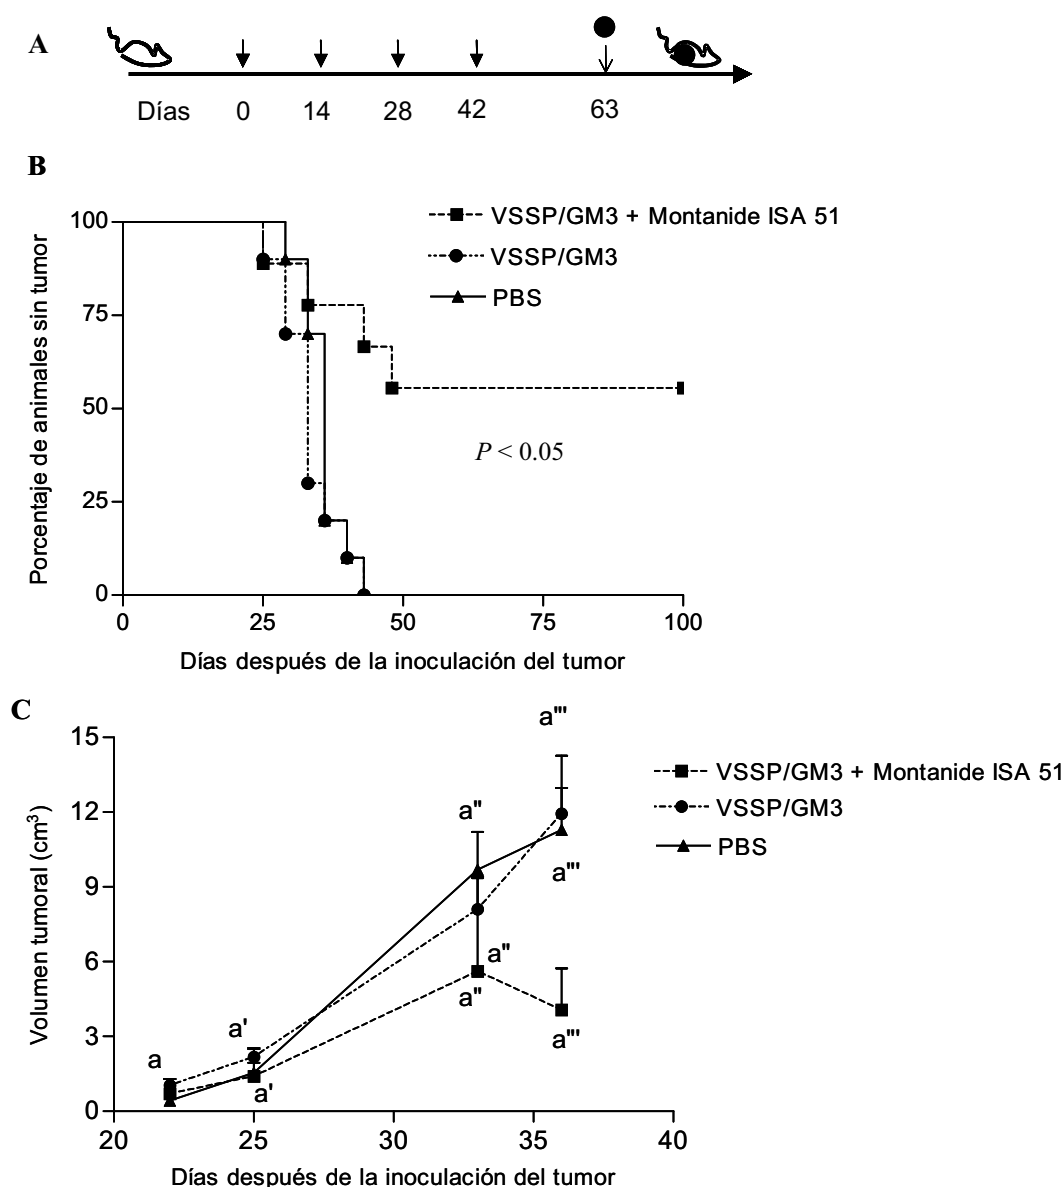 A
Días 0 14 28 42 63
B
100
75
50
25
0
0 25 50 75 100
Porcentaje de animales sin tumor
Días después de la inoculación del tumor
VSSP/GM3 + Montanide ISA 51
VSSP/GM3
PBS
P < 0.05
C
15
12
9
6
3
0
20 25 30 35 40
Volumen tumoral (cm³)
Días después de la inoculación del tumor
a'''
a''
a'''
a''
a''
a'''
a'
a
a'
VSSP/GM3 + Montanide ISA 51
VSSP/GM3
PBS